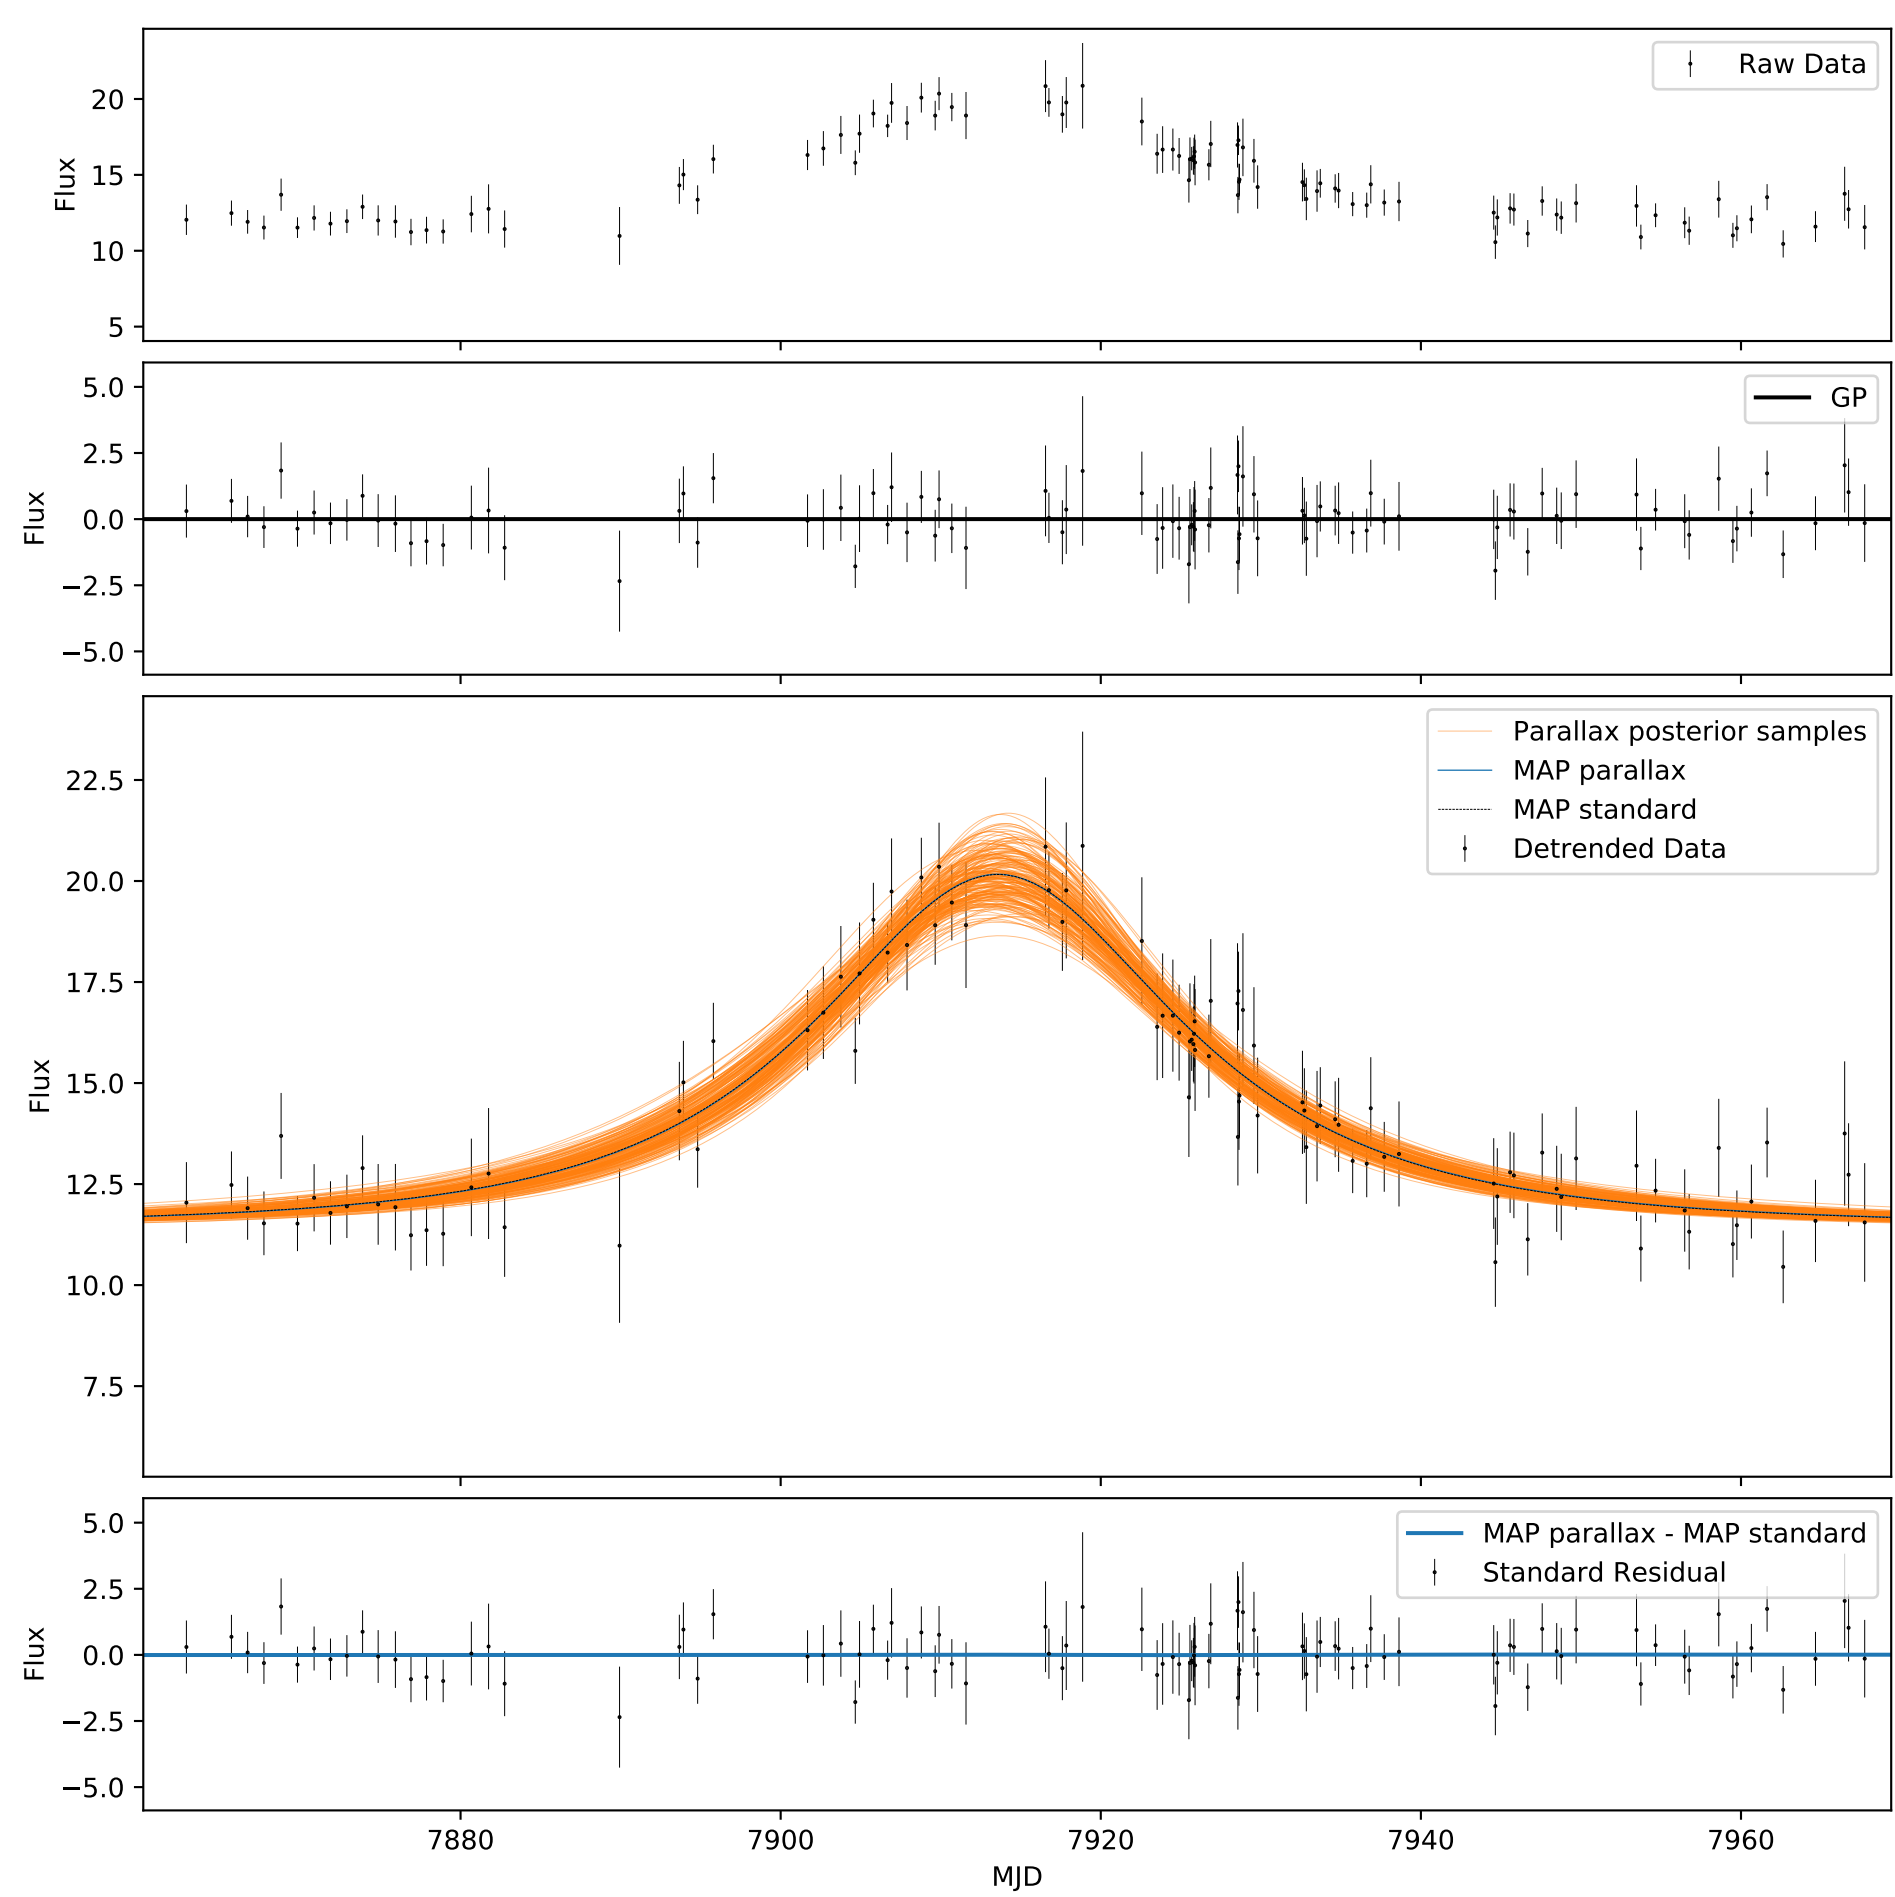 Raw Data
20
15
10
5
Flux
GP
5.0
2.5
0.0
−2.5
−5.0
Flux
Parallax posterior samples
MAP parallax
MAP standard
Detrended Data
22.5
20.0
17.5
15.0
12.5
10.0
7.5
Flux
MAP parallax - MAP standard
Standard Residual
5.0
2.5
0.0
−2.5
−5.0
Flux
7880
7900
7920
7940
7960
MJD